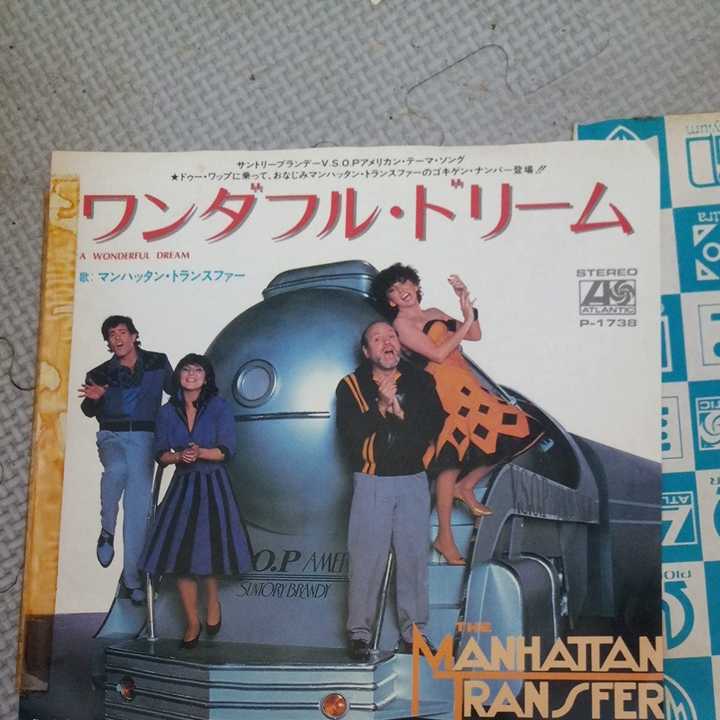 サントリーブランデーV.S.O.Pアメリカン・テーマ・ソング
★ドゥー・ワップに乗って、おなじみマンハッタン・トランスファーのゴキゲン・ナンバー登場!!
ワンダフル・ドリーム
A WONDERFUL DREAM
歌:マンハッタン・トランスファー
STEREO
ATLANTIC
P-1738
O.P AMER
SUNTORY BRANDY
THE
MANHATTAN
TRANSFER